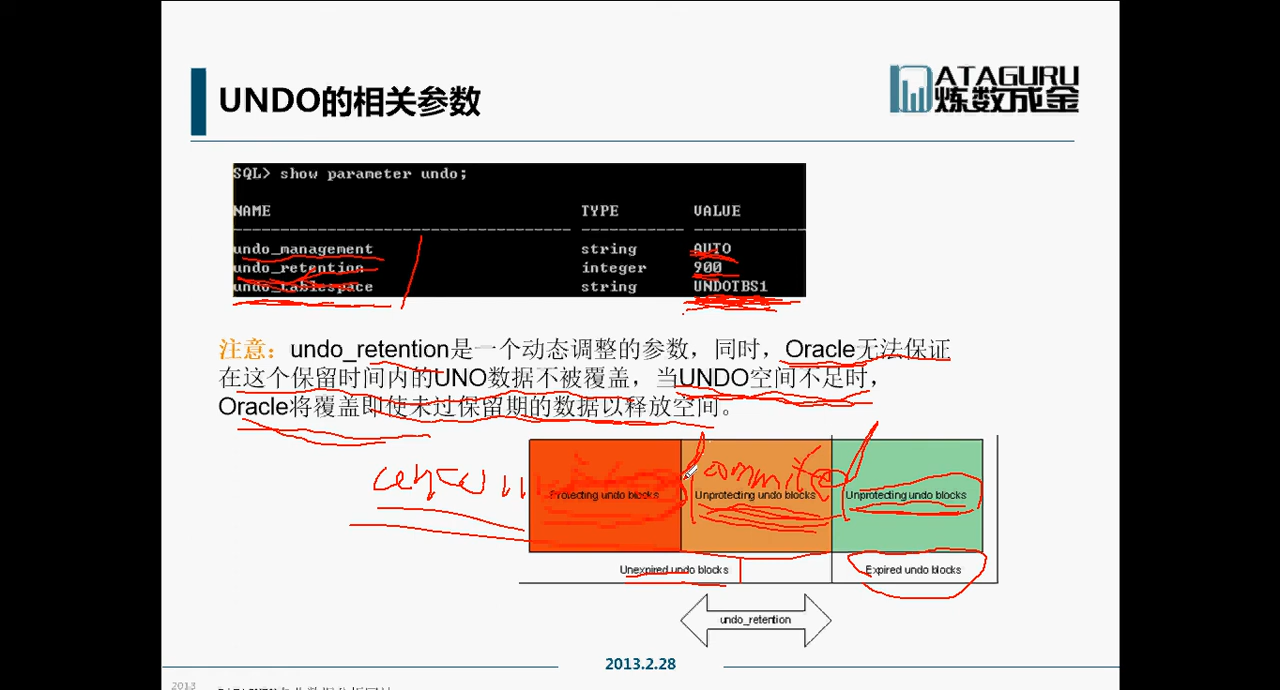 ATAGURU
炼数成金
UNDO的相关参数
SQL> show parameter undo;
NAME TYPE VALUE
undo_management string AUTO
undo_retention integer 900
undo_tablespace string UNDOTBS1
注意：undo_retention是一个动态调整的参数，同时，Oracle无法保证
在这个保留时间内的UNO数据不被覆盖，当UNDO空间不足时，
Oracle将覆盖即使未过保留期的数据以释放空间。
commited
Protecting undo blocks Unprotecting undo blocks Unprotecting undo blocks
Unexpired undo blocks Expired undo blocks
undo_retention
2013.2.28
2013